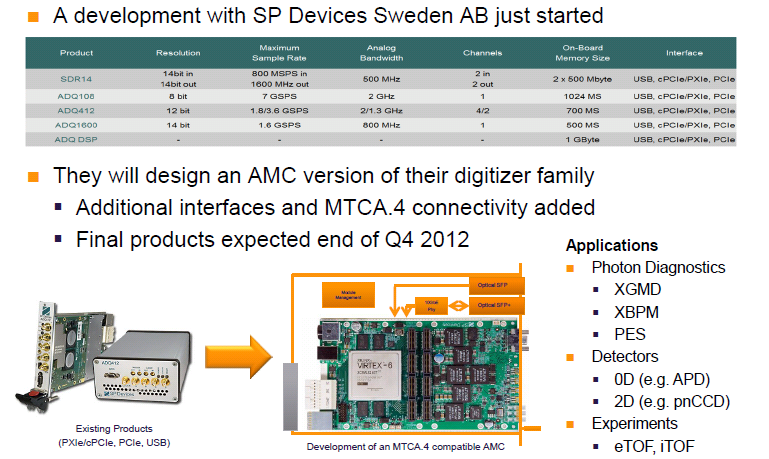 A development with SP Devices Sweden AB just started
Product Resolution Maximum Sample Rate Analog Bandwidth Channels On-Board Memory Size Interface
SDR14 14bit in 14bit out 800 MSPS in 1600 MHz out 500 MHz 2 in 2 out 2 x 500 Mbyte USB, cPCIe/PXIe, PCIe
ADQ108 8 bit 7 GSPS 2 GHz 1 1024 MS USB, cPCIe/PXIe, PCIe
ADQ412 12 bit 1.8/3.6 GSPS 2/1.3 GHz 4/2 700 MS USB, cPCIe/PXIe, PCIe
ADQ1600 14 bit 1.6 GSPS 800 MHz 1 500 MS USB, cPCIe/PXIe, PCIe
ADQ DSP - - - - 1 GByte USB, cPCIe/PXIe, PCIe
They will design an AMC version of their digitizer family
Additional interfaces and MTCA.4 connectivity added
Final products expected end of Q4 2012
Applications
Photon Diagnostics
XGMD
XBPM
PES
Detectors
0D (e.g. APD)
2D (e.g. pnCCD)
Experiments
eTOF, iTOF
Module
Management
Optical SFP
10GbE
Phy
Optical SFP+
VIRTEX-6
ADQ412
SP Devices
Existing Products
(PXIe/cPCIe, PCIe, USB)
Development of an MTCA.4 compatible AMC